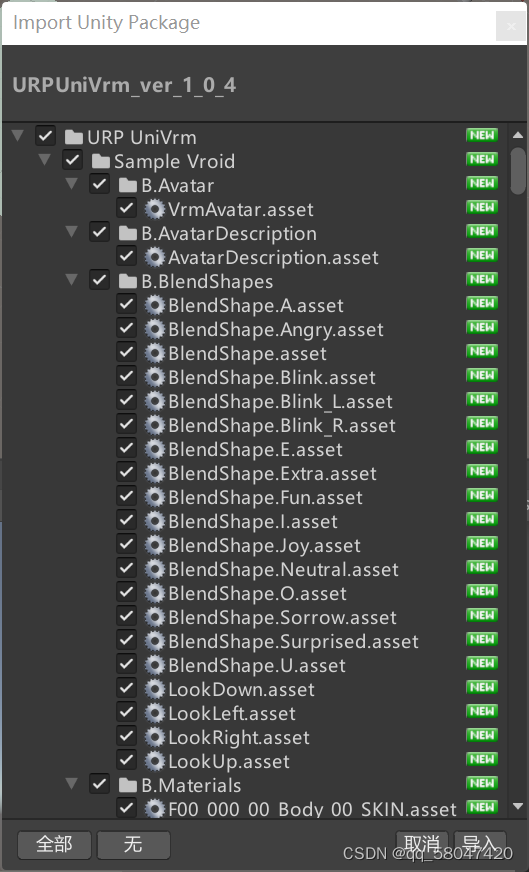 Import Unity Package
URPUniVrm_ver_1_0_4
URP UniVrm NEW
Sample Vroid NEW
B.Avatar NEW
VrmAvatar.asset NEW
B.AvatarDescription NEW
AvatarDescription.asset NEW
B.BlendShapes NEW
BlendShape.A.asset NEW
BlendShape.Angry.asset NEW
BlendShape.asset NEW
BlendShape.Blink.asset NEW
BlendShape.Blink_L.asset NEW
BlendShape.Blink_R.asset NEW
BlendShape.E.asset NEW
BlendShape.Extra.asset NEW
BlendShape.Fun.asset NEW
BlendShape.I.asset NEW
BlendShape.Joy.asset NEW
BlendShape.Neutral.asset NEW
BlendShape.O.asset NEW
BlendShape.Sorrow.asset NEW
BlendShape.Surprised.asset NEW
BlendShape.U.asset NEW
LookDown.asset NEW
LookLeft.asset NEW
LookRight.asset NEW
LookUp.asset NEW
B.Materials NEW
F00_000_00_Body_00_SKIN.asset NEW
全部 无 取消 导入
CSDN @qq_58047420